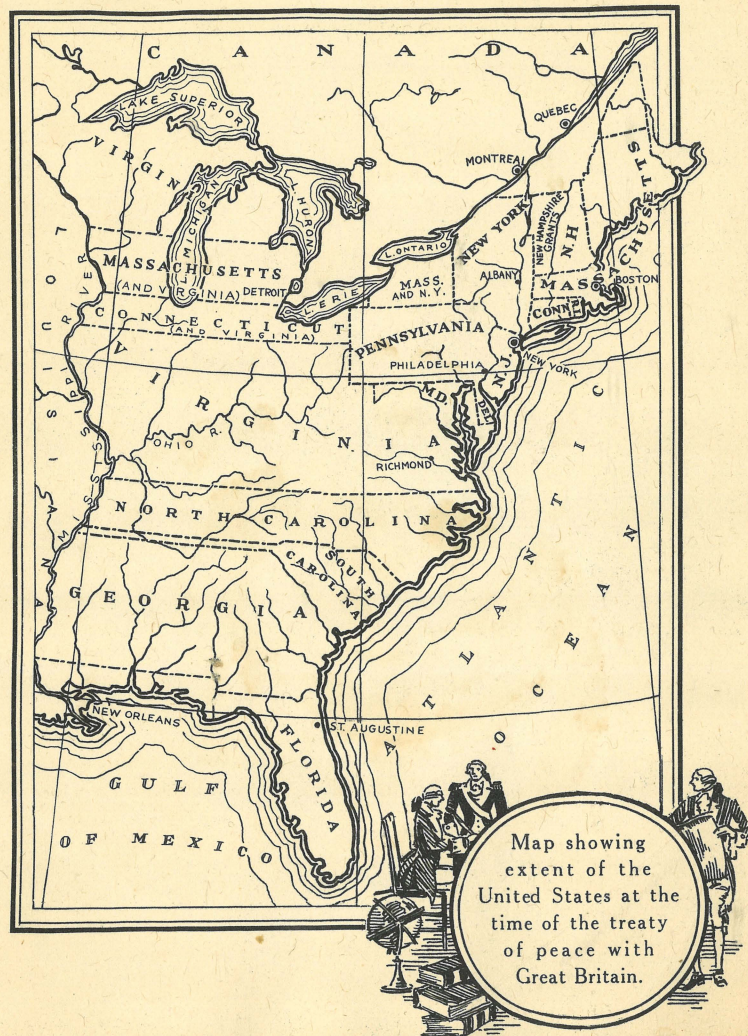 CANADA
LAKE SUPERIOR
QUEBEC
MONTREAL
VIRGINIA
L. MICHIGAN
L. HURON
L. ONTARIO
L. ERIE
NEW YORK
NEW HAMPSHIRE GRANTS
N.H
MASSACHUSETTS
MASSACHUSETTS
(AND VIRGINIA)
DETROIT
MASS.
AND N.Y.
ALBANY
MASS
BOSTON
CONN.
CONNECTICUT
(AND VIRGINIA)
PENNSYLVANIA
PHILADELPHIA
NEW YORK
N.J.
MD.
DEL
LOUISIANA
MISSISSIPPI RIVER
VIRGINIA
OHIO R.
RICHMOND
NORTH CAROLINA
SOUTH
CAROLINA
GEORGIA
ATLANTIC
OCEAN
NEW ORLEANS
ST. AUGUSTINE
FLORIDA
GULF
OF MEXICO
Map showing
extent of the
United States at the
time of the treaty
of peace with
Great Britain.